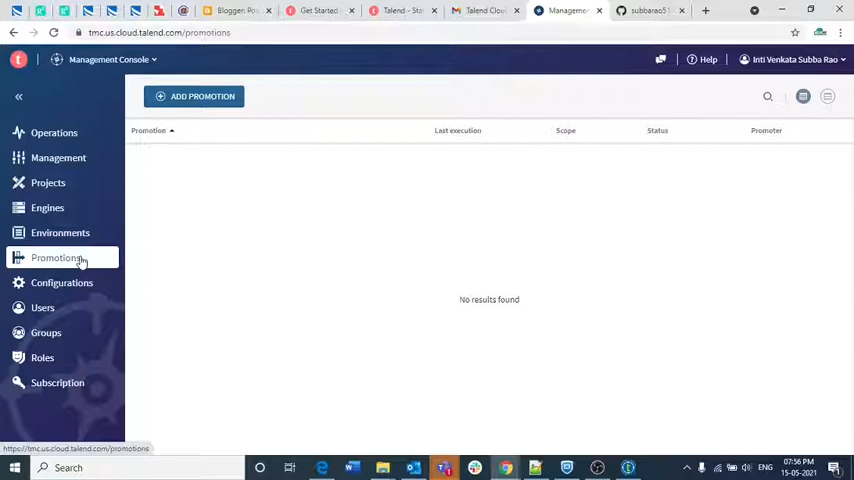 Blogger: Pos
Get Started -
Talend - Sta
Talend Clou
Managemen
subbarao51
tmc.us.cloud.talend.com/promotions
t
Management Console
Help
Inti Venkata Subba Rao
«
ADD PROMOTION
Promotion
Last execution
Scope
Status
Promoter
Operations
Management
Projects
Engines
Environments
Promotions
Configurations
Users
Groups
Roles
Subscription
No results found
https://tmc.us.cloud.talend.com/promotions
Search
ENG
07:56 PM
15-05-2021